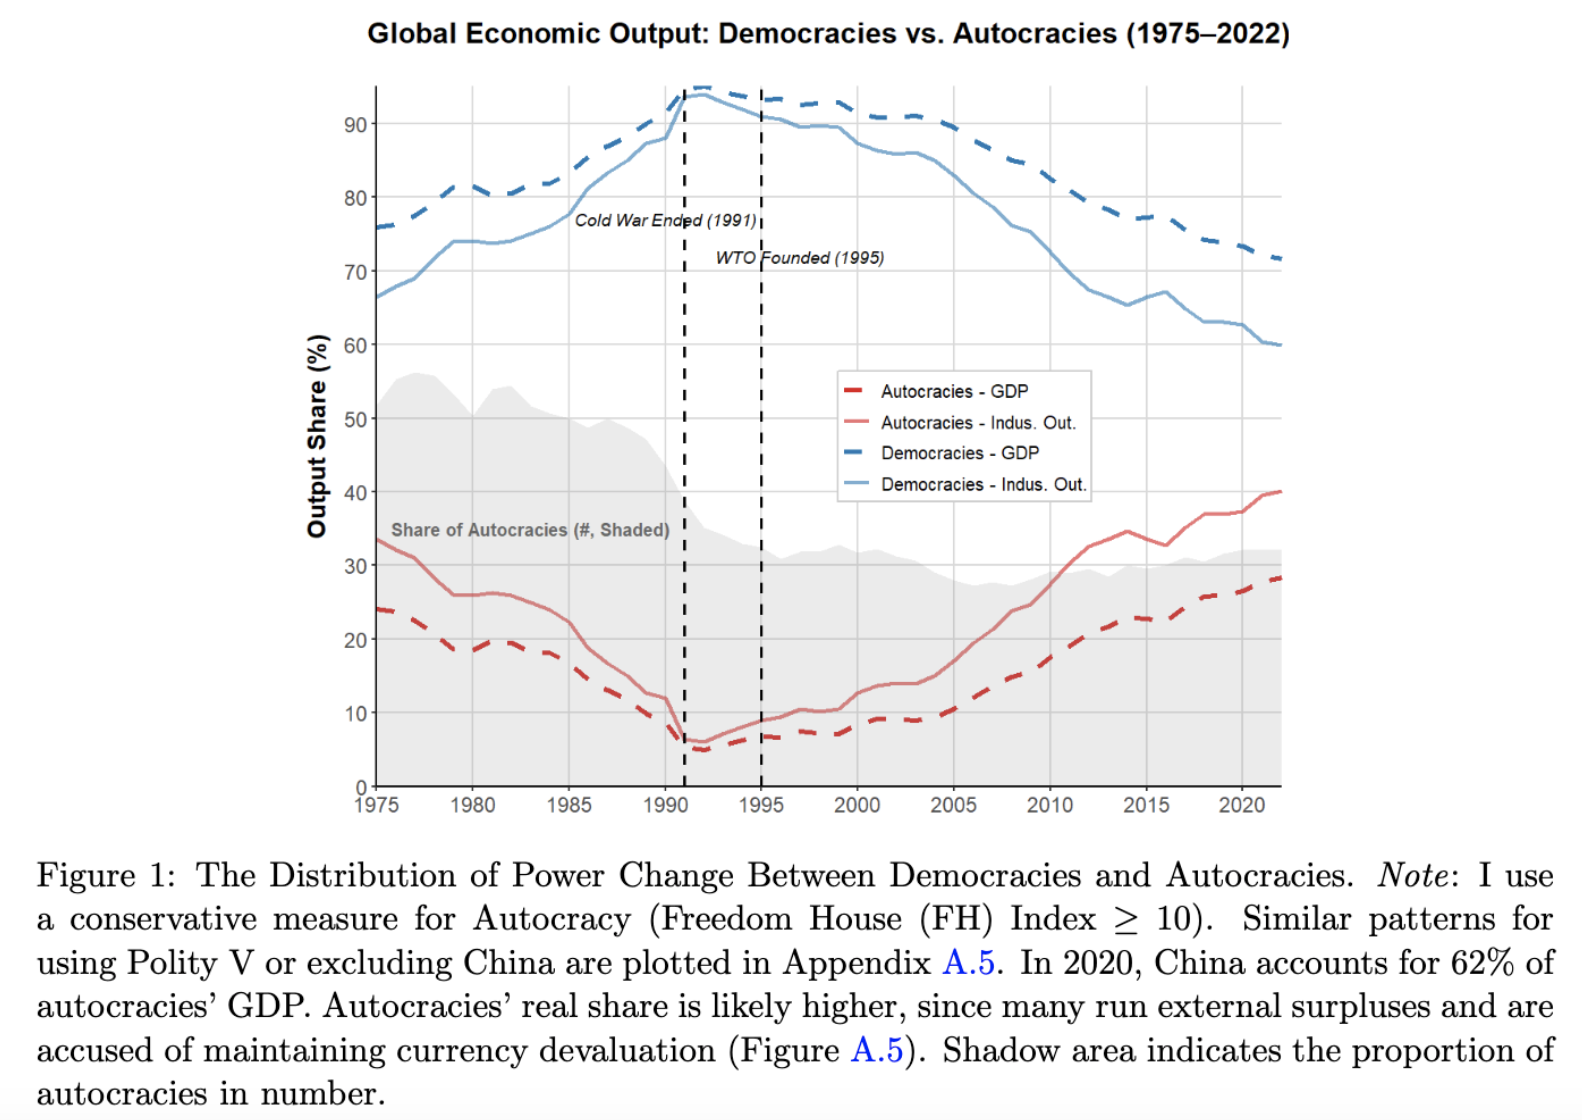 Global Economic Output: Democracies vs. Autocracies (1975–2022)
Output Share (%)
90
80
70
60
50
40
30
20
10
0
Cold War Ended (1991)
WTO Founded (1995)
Autocracies - GDP
Autocracies - Indus. Out.
Democracies - GDP
Democracies - Indus. Out.
Share of Autocracies (#, Shaded)
1975 1980 1985 1990 1995 2000 2005 2010 2015 2020
Figure 1: The Distribution of Power Change Between Democracies and Autocracies. Note: I use
a conservative measure for Autocracy (Freedom House (FH) Index ≥ 10). Similar patterns for
using Polity V or excluding China are plotted in Appendix A.5. In 2020, China accounts for 62% of
autocracies' GDP. Autocracies' real share is likely higher, since many run external surpluses and are
accused of maintaining currency devaluation (Figure A.5). Shadow area indicates the proportion of
autocracies in number.